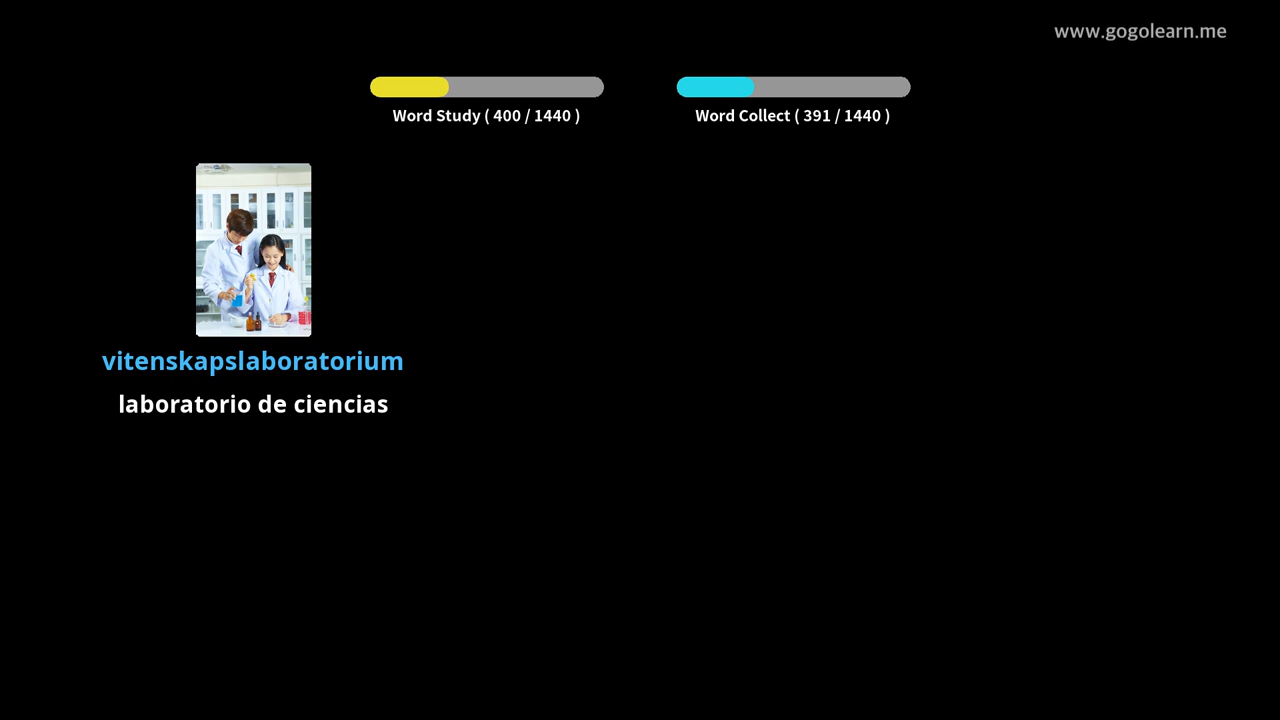 www.gogolearn.me
Word Study ( 400 / 1440 )
Word Collect ( 391 / 1440 )
vitenskapslaboratorium
laboratorio de ciencias